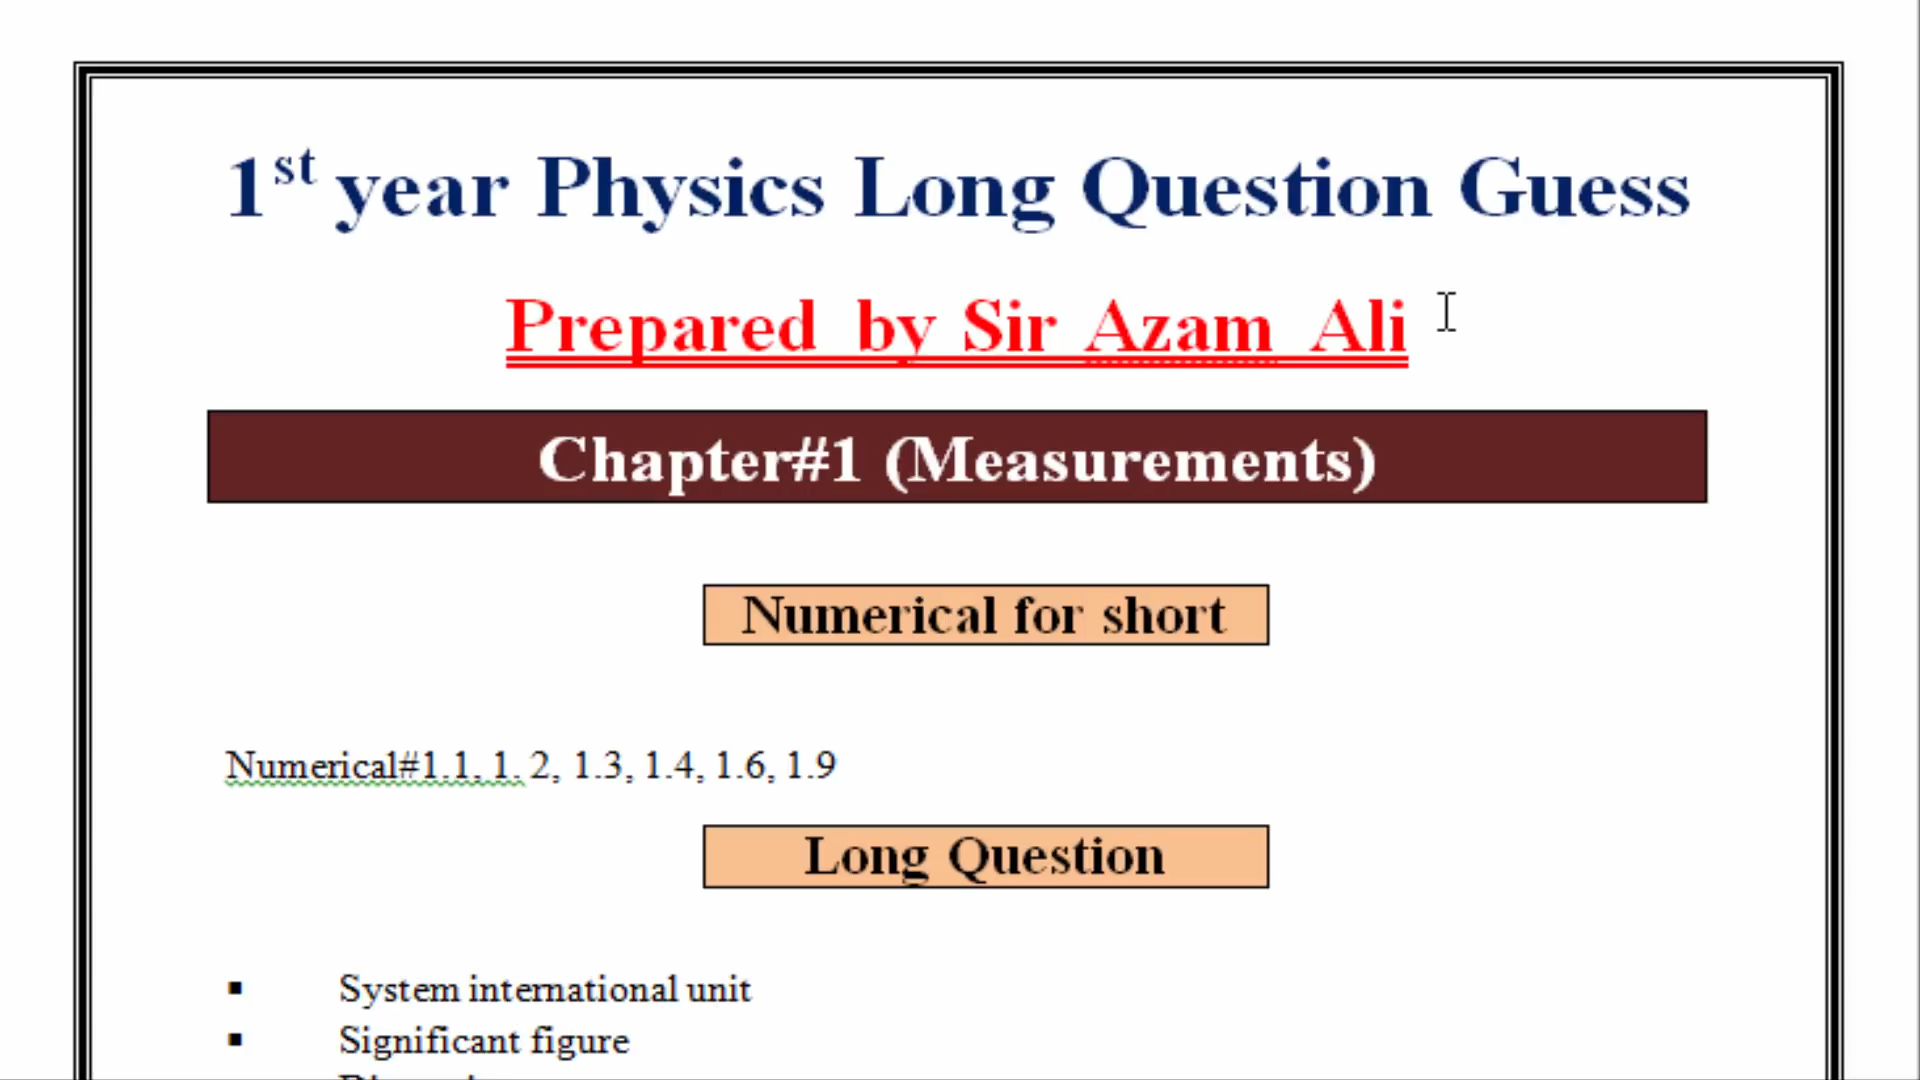 1st year Physics Long Question Guess
Prepared by Sir Azam Ali
Chapter#1 (Measurements)
Numerical for short
Numerical#1.1, 1. 2, 1.3, 1.4, 1.6, 1.9
Long Question
▪ System international unit
▪ Significant figure